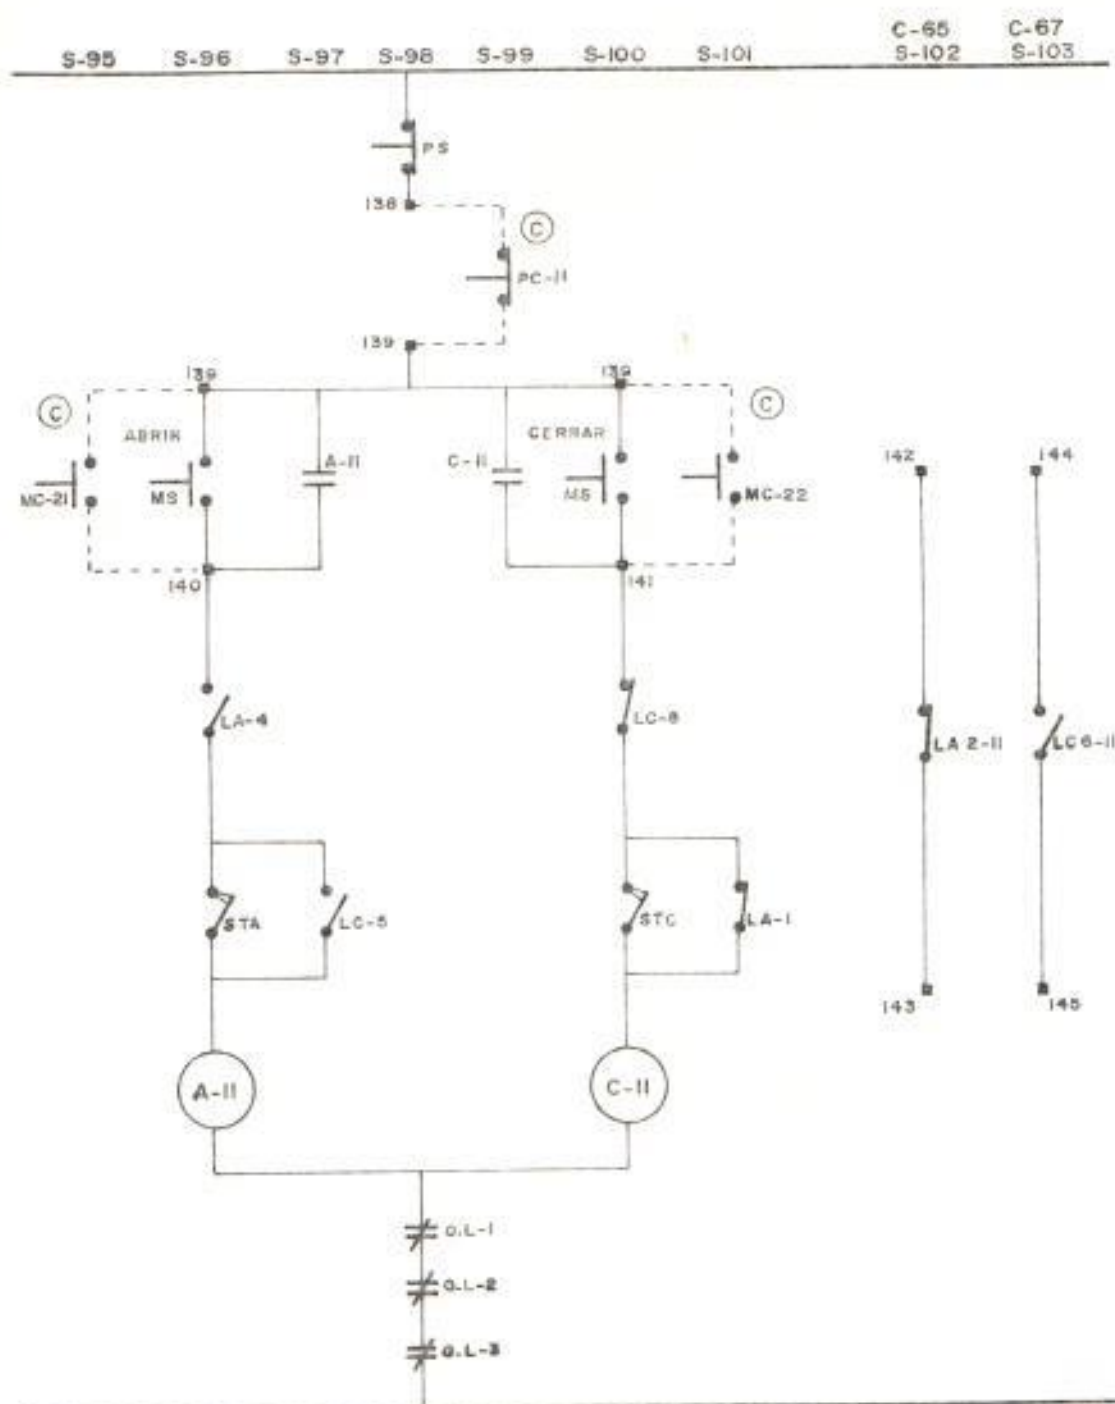 C-65 C-67
S-95 S-96 S-97 S-98 S-99 S-100 S-101 S-102 S-103
PS
138
C
PC-11
139
139 139
C C
ABRIR CERRAR
A-11 C-11
142 144
MC-21 MS MS MC-22
140 141
LA-4 LC-8
LA 2-11 LC6-11
STA LC-5 STC LA-1
143 145
A-11 C-11
O.L-1
O.L-2
O.L-3